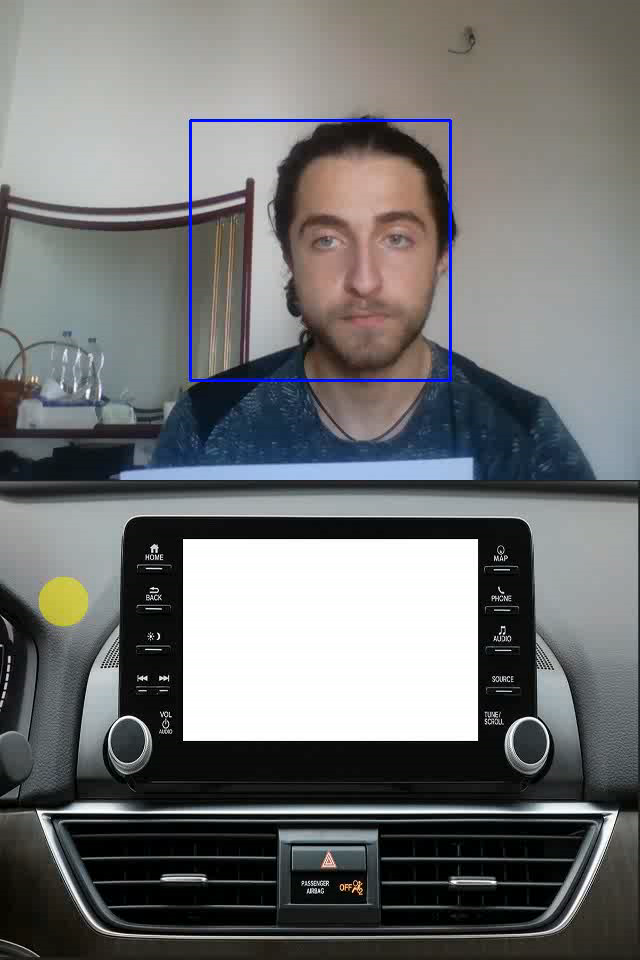 HOME
BACK
VOL
AUDIO
MAP
PHONE
AUDIO
SOURCE
TUNE/
SCROLL
PASSENGER
AIRBAG
OFF